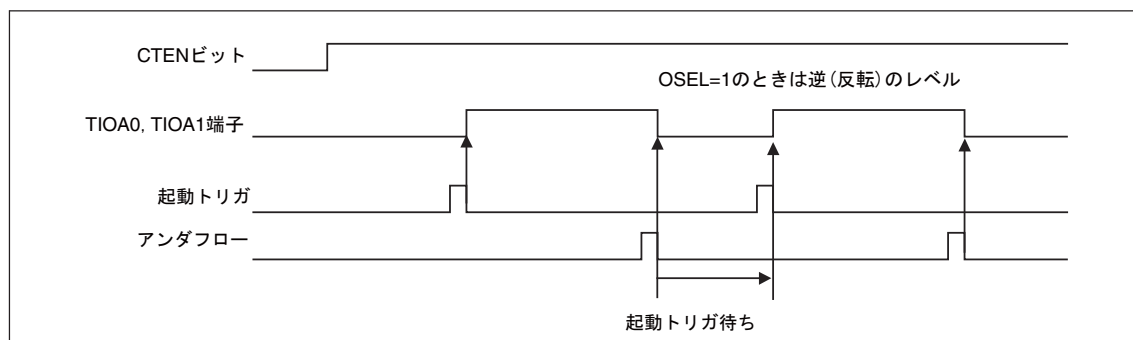 CTENビット
OSEL=1のときは逆(反転)のレベル
TIOA0, TIOA1端子
起動トリガ
アンダフロー
起動トリガ待ち